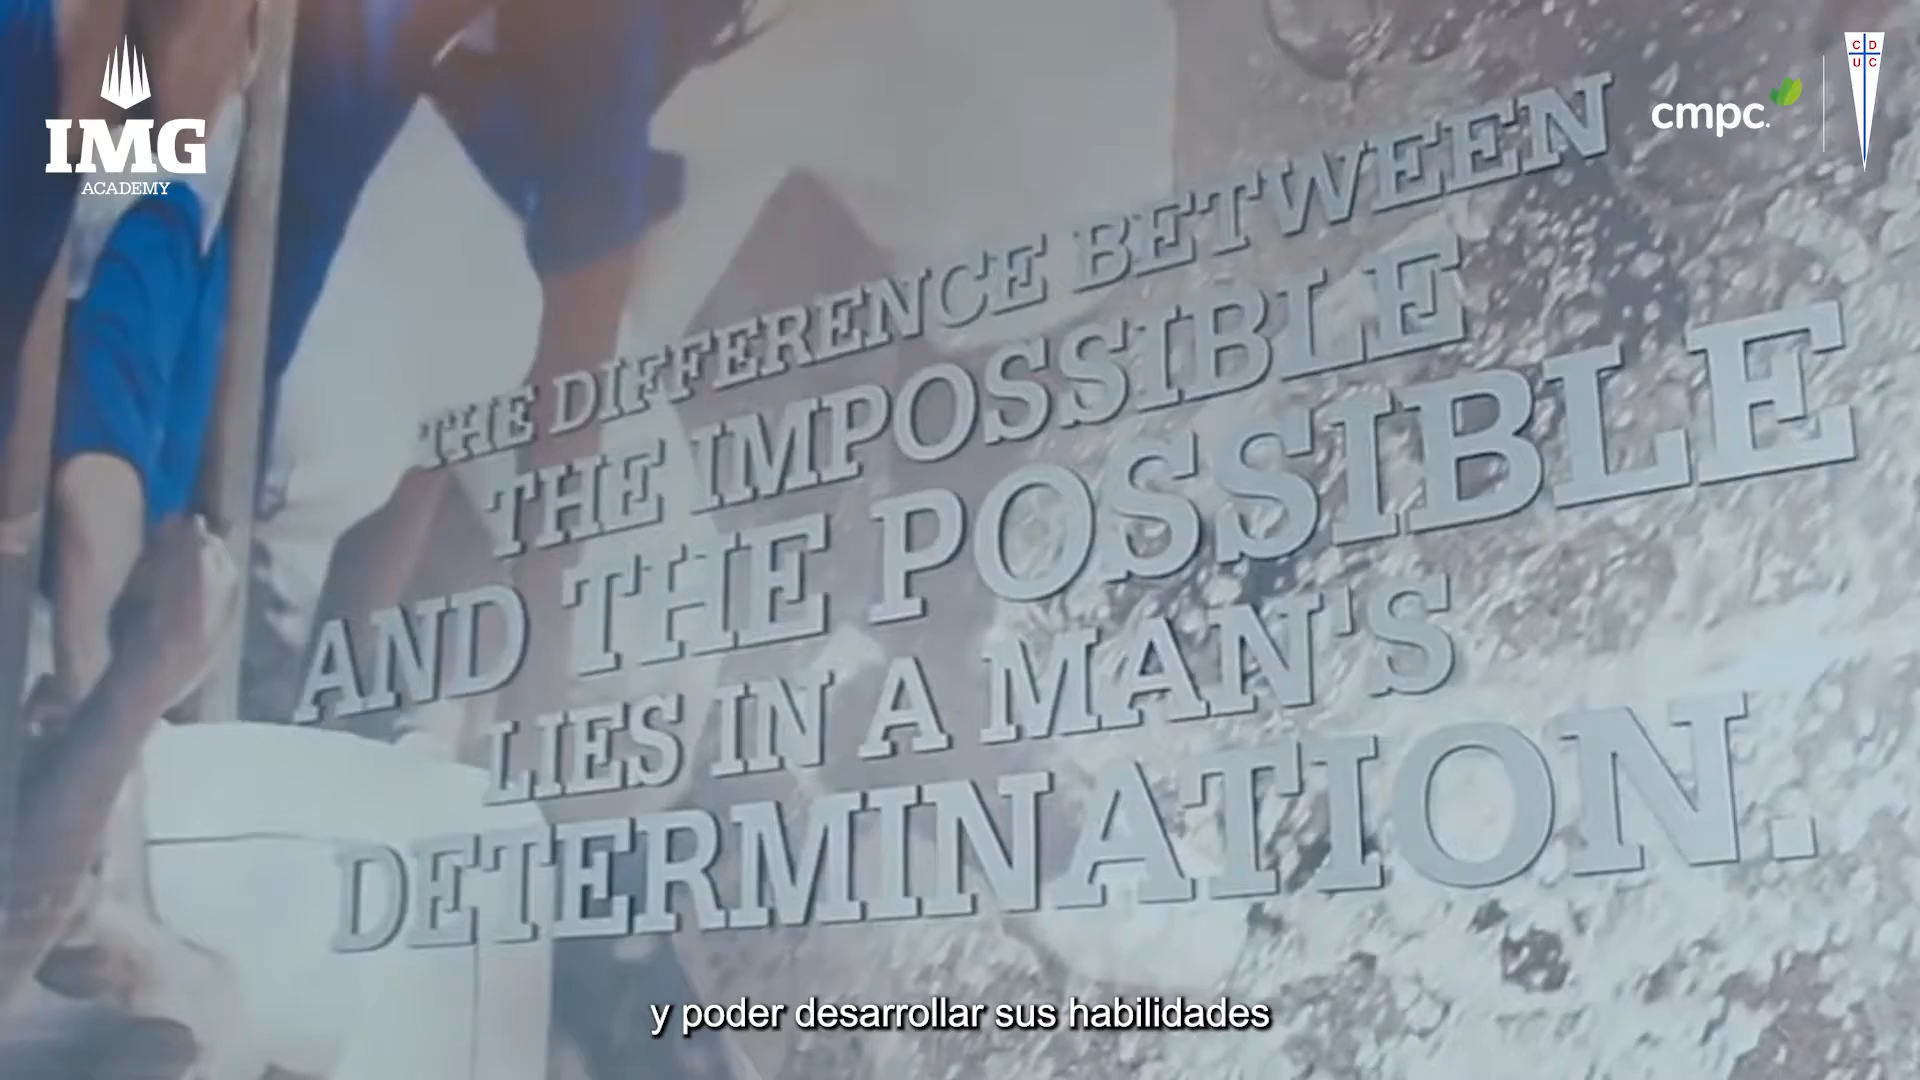 IMG
ACADEMY
cmpc.
C D
U C
THE DIFFERENCE BETWEEN
THE IMPOSSIBLE
AND THE POSSIBLE
LIES IN A MAN'S
DETERMINATION.
y poder desarrollar sus habilidades